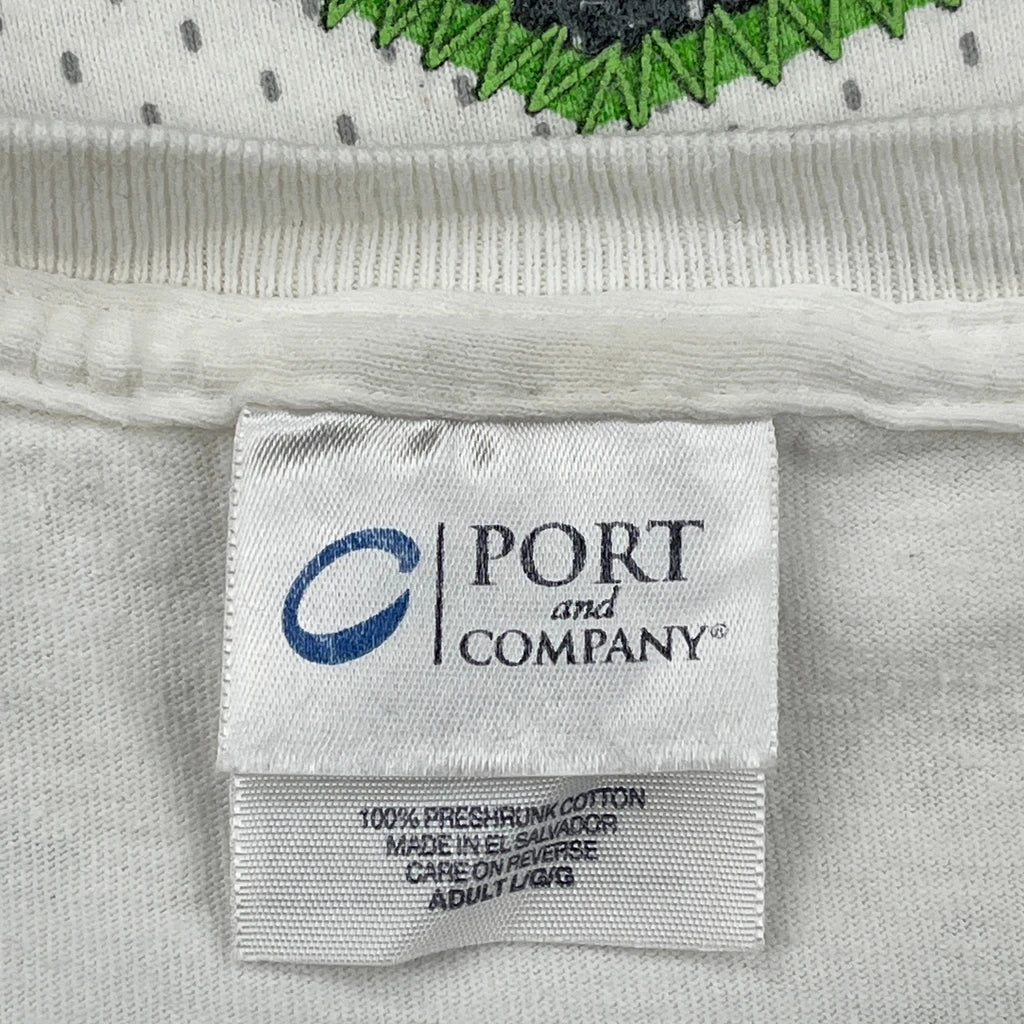 PORT
and
COMPANY®
100% PRESHRUNK COTTON
MADE IN EL SALVADOR
CARE ON REVERSE
ADULT L/G/G